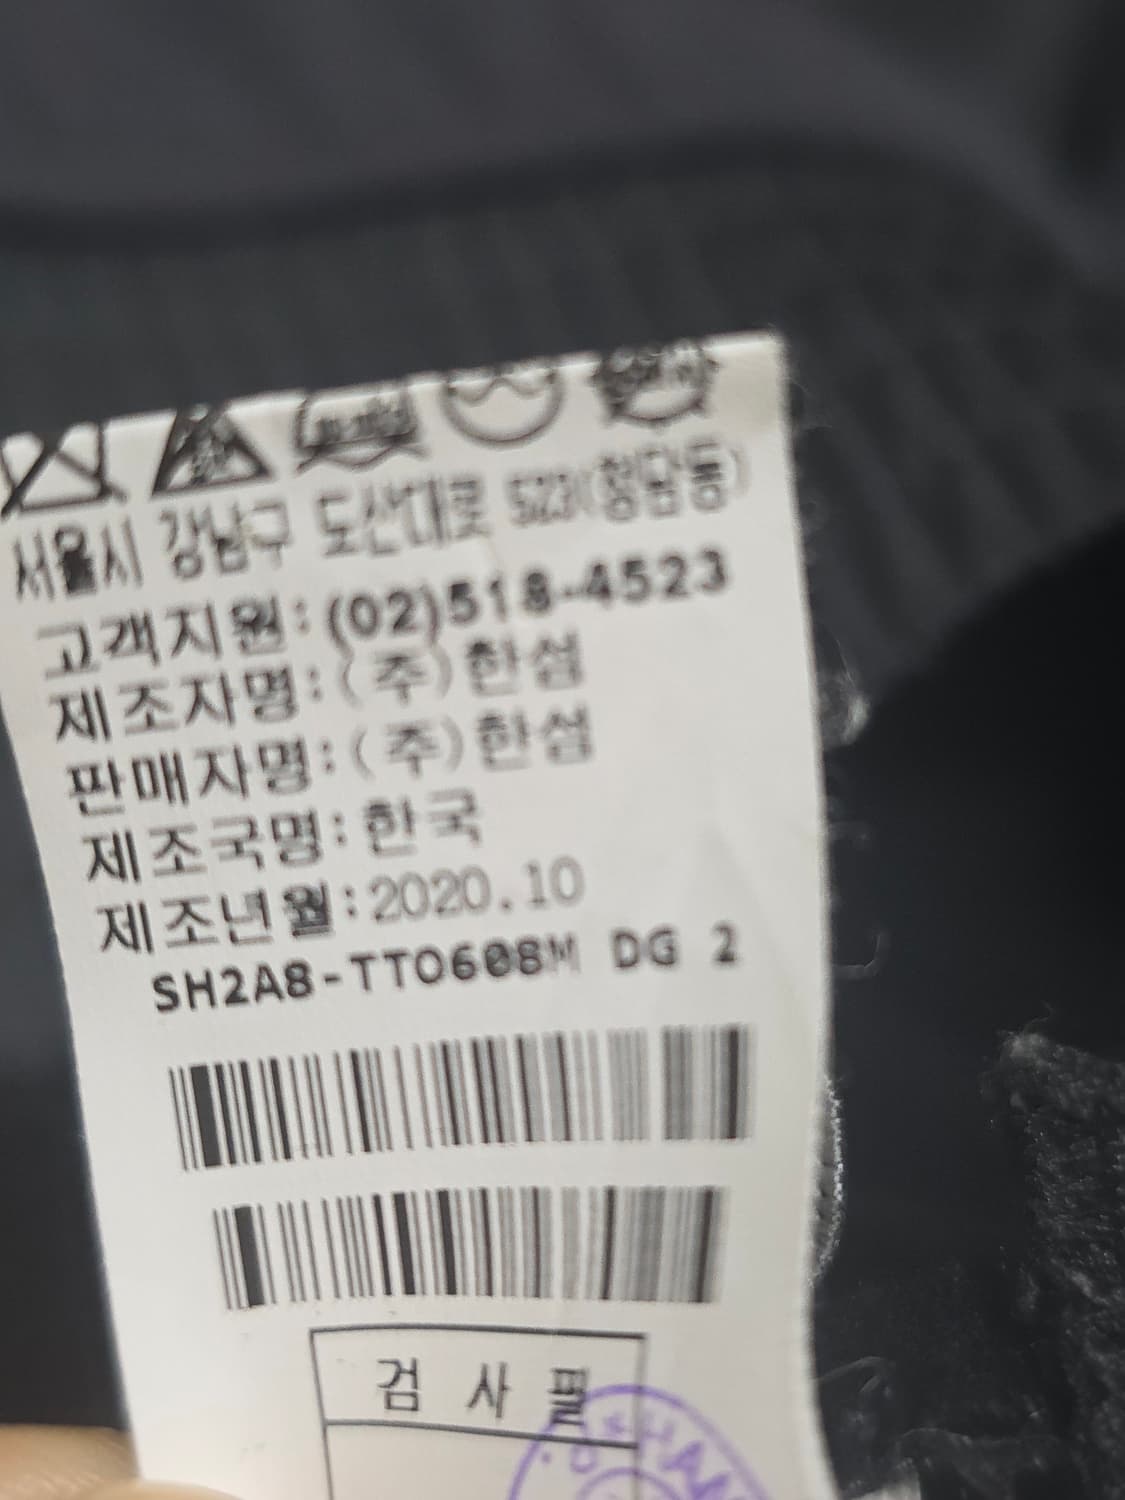 서울시 강남구 도산대로 523(청담동)
고객지원:(02)518-4523
제조자명:(주)한섬
판매자명:(주)한섬
제조국명:한국
제조년월:2020.10
SH2A8-TTO608M DG 2
검 사 필
HAN